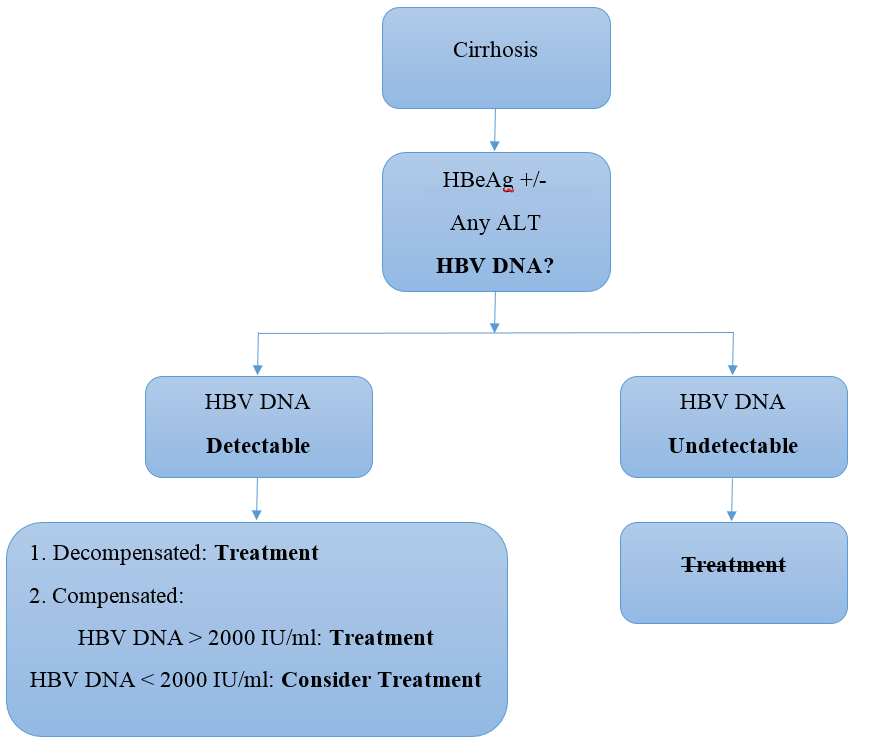 Cirrhosis
HBeAg +/-
Any ALT
HBV DNA?
HBV DNA
Detectable
HBV DNA
Undetectable
1. Decompensated: Treatment
2. Compensated:
HBV DNA > 2000 IU/ml: Treatment
HBV DNA < 2000 IU/ml: Consider Treatment
Treatment